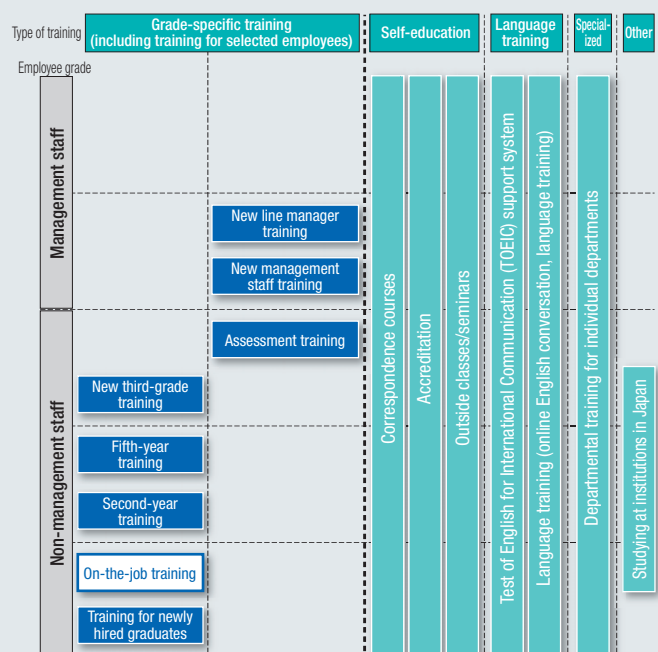 Type of training
Grade-specific training
(including training for selected employees)
Self-education
Language
training
Special-
ized
Other
Employee grade
Management staff
New line manager
training
New management
staff training
Non-management staff
Assessment training
New third-grade
training
Fifth-year
training
Second-year
training
On-the-job training
Training for newly
hired graduates
Correspondence courses
Accreditation
Outside classes/seminars
Test of English for International Communication (TOEIC) support system
Language training (online English conversation, language training)
Departmental training for individual departments
Studying at institutions in Japan